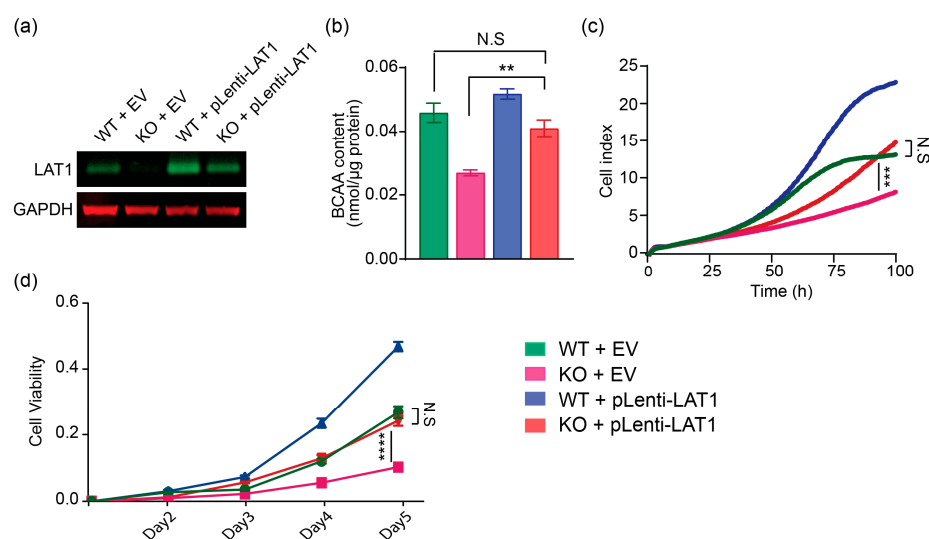 (a)
WT + EV
KO + EV
WT + pLenti-LAT1
KO + pLenti-LAT1
LAT1
GAPDH
(b)
N.S
**
BCAA content
(nmol/µg protein)
0.06
0.04
0.02
0.00
(c)
Cell index
25
20
15
10
5
0
0
25
50
75
100
Time (h)
N.S
***
(d)
Cell Viability
0.6
0.4
0.2
0.0
Day2
Day3
Day4
Day5
N.S
****
WT + EV
KO + EV
WT + pLenti-LAT1
KO + pLenti-LAT1